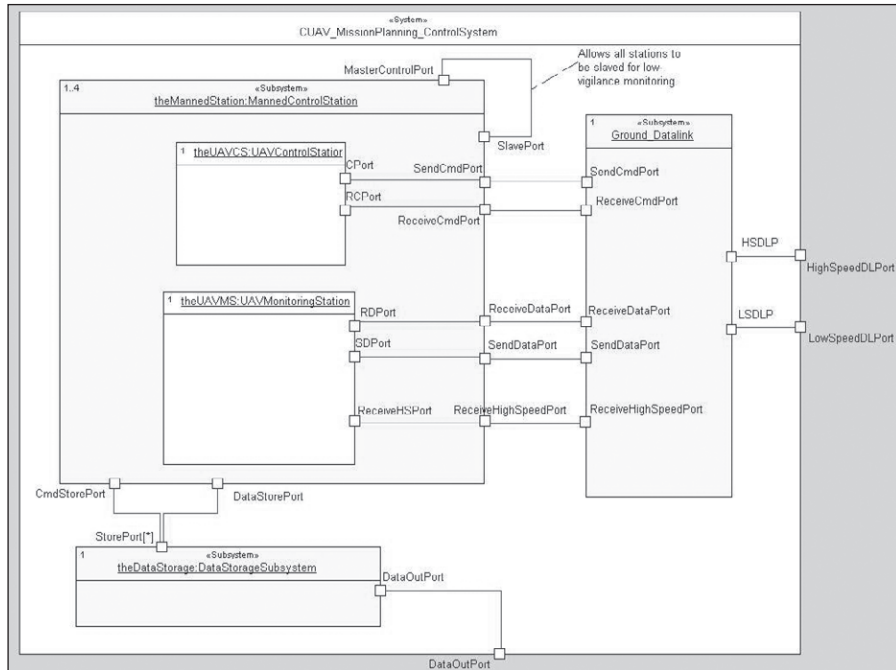 «System»
CUAV_MissionPlanning_ControlSystem
MasterControlPort
Allows all stations to
be slaved for low-
vigilance monitoring
1..4
«Subsystem»
theMannedStation:MannedControlStation
SlavePort
1
«Subsystem»
Ground_Datalink
1
theUAVCS:UAVControlStation
CPort
SendCmdPort
SendCmdPort
RCPort
ReceiveCmdPort
ReceiveCmdPort
HSDLP
HighSpeedDLPort
1
theUAVMS:UAVMonitoringStation
RDPort
ReceiveDataPort
ReceiveDataPort
LSDLP
LowSpeedDLPort
SDPort
SendDataPort
SendDataPort
ReceiveHSPort
ReceiveHighSpeedPort
ReceiveHighSpeedPort
CmdStorePort
DataStorePort
StorePort[*]
1
«Subsystem»
theDataStorage:DataStorageSubsystem
DataOutPort
DataOutPort